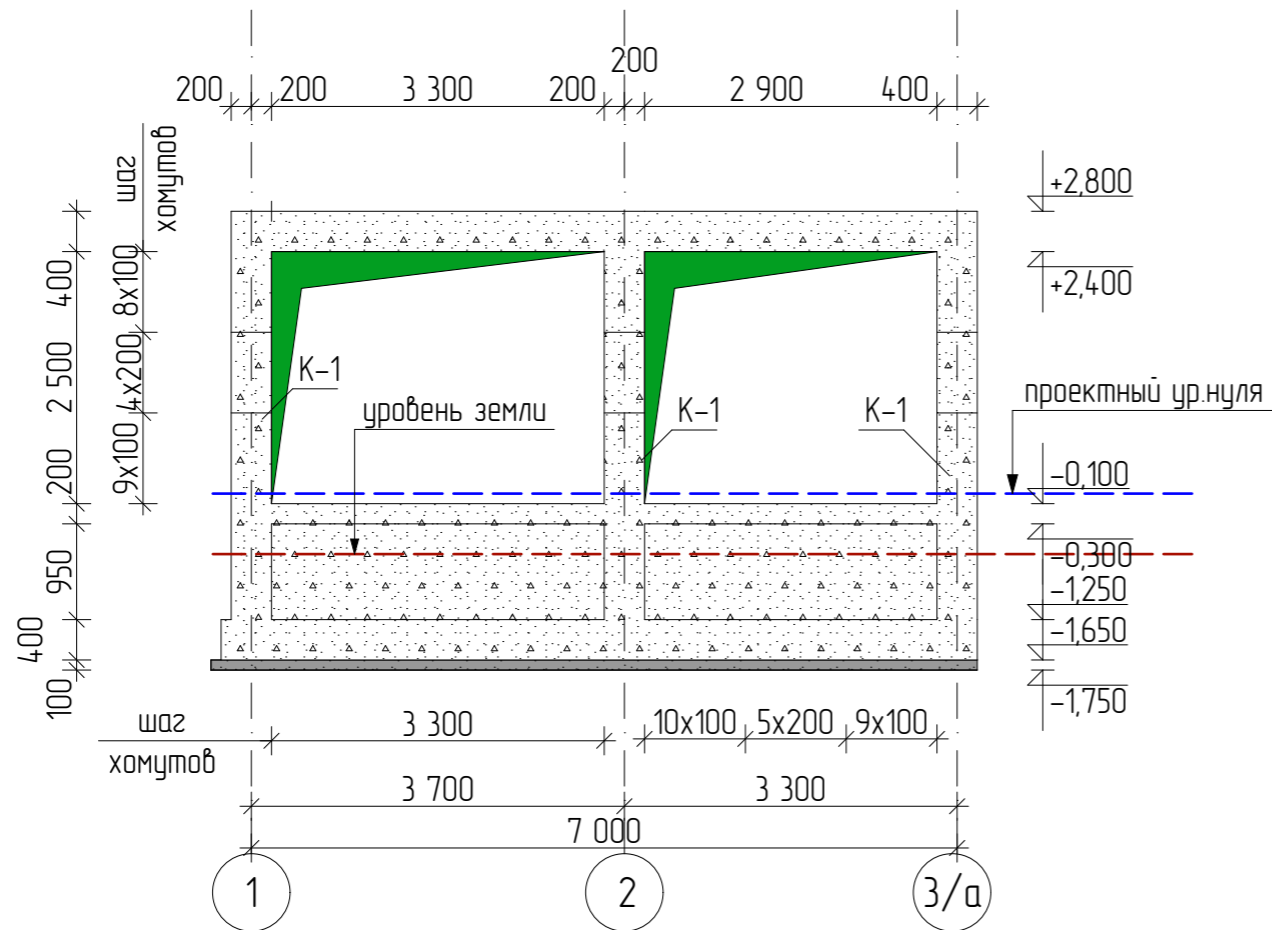 200
200 200 3 300 200 2 900 400
шаг
хомутов
+2,800
+2,400
400
8x100
2 500
4x200
200
9x100
К-1
уровень земли
К-1
К-1
проектный ур.нуля
-0,100
-0,300
950
-1,250
-1,650
400
100
-1,750
шаг
хомутов
3 300
10x100 5x200 9x100
3 700 3 300
7 000
1 2 3/а